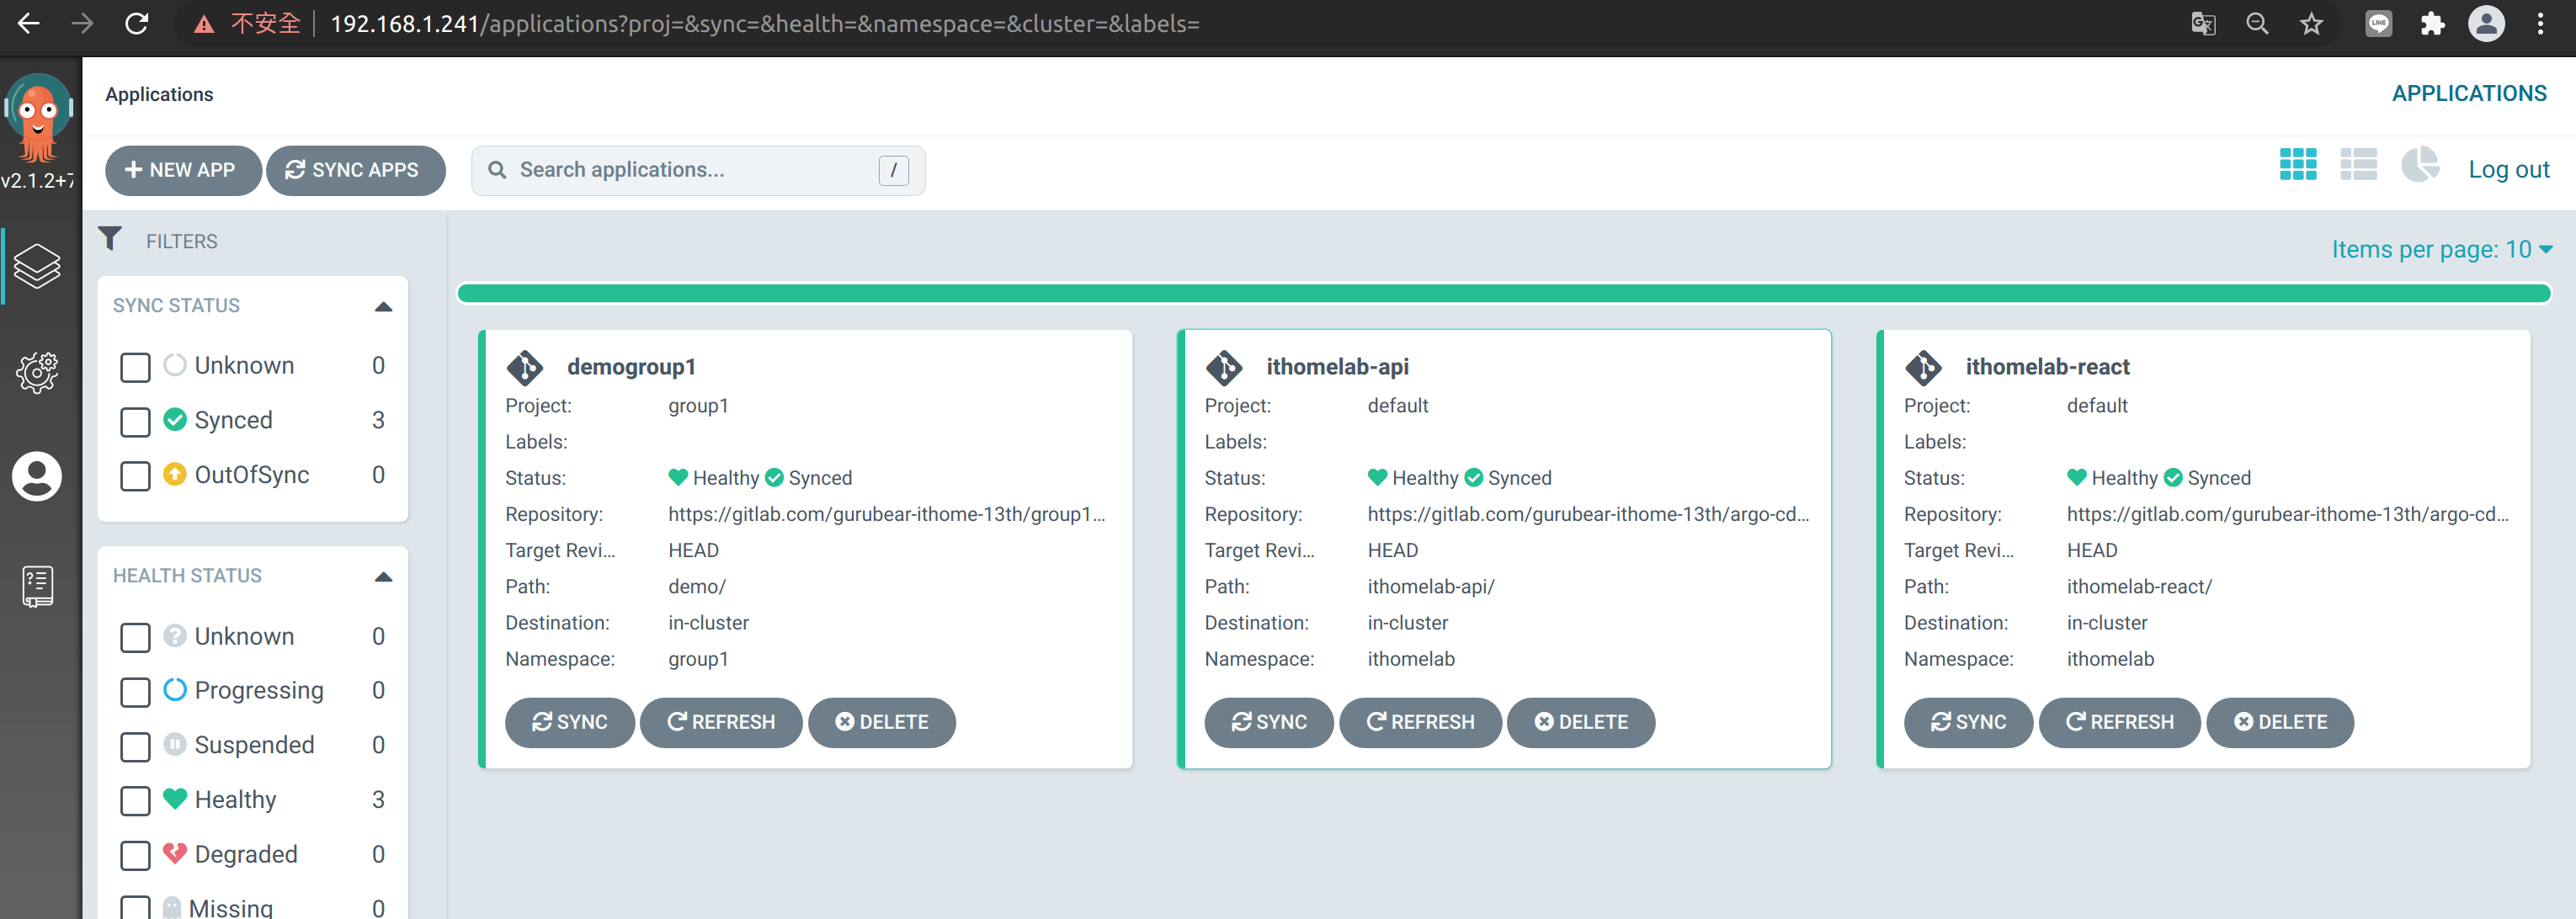 不安全 192.168.1.241/applications?proj=&sync=&health=&namespace=&cluster=&labels=
LINE
Applications
APPLICATIONS
v2.1.2+7
NEW APP
SYNC APPS
Search applications...
/
Log out
FILTERS
Items per page: 10
SYNC STATUS
Unknown 0
Synced 3
OutOfSync 0
HEALTH STATUS
Unknown 0
Progressing 0
Suspended 0
Healthy 3
Degraded 0
Missing 0
demogroup1
Project: group1
Labels:
Status: Healthy Synced
Repository: https://gitlab.com/gurubear-ithome-13th/group1...
Target Revi... HEAD
Path: demo/
Destination: in-cluster
Namespace: group1
SYNC REFRESH DELETE
ithomelab-api
Project: default
Labels:
Status: Healthy Synced
Repository: https://gitlab.com/gurubear-ithome-13th/argo-cd...
Target Revi... HEAD
Path: ithomelab-api/
Destination: in-cluster
Namespace: ithomelab
SYNC REFRESH DELETE
ithomelab-react
Project: default
Labels:
Status: Healthy Synced
Repository: https://gitlab.com/gurubear-ithome-13th/argo-cd...
Target Revi... HEAD
Path: ithomelab-react/
Destination: in-cluster
Namespace: ithomelab
SYNC REFRESH DELETE